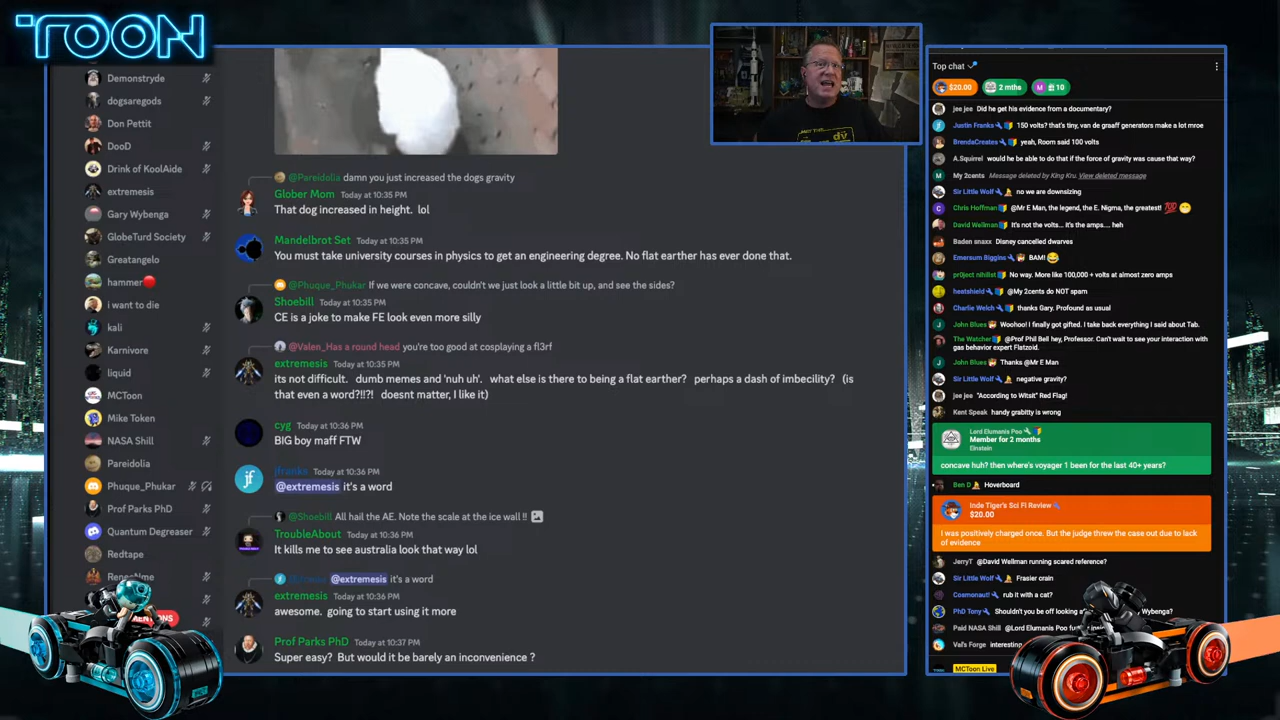 TOON
Demonstryde
dogsaregods
Don Pettit
DooD
Drink of KoolAide
extremesis
Gary Wybenga
GlobeTurd Society
Greatangelo
hammer
i want to die
kali
Karnivore
liquid
MCToon
Mike Token
NASA Shill
Pareidolia
Phuque_Phukar
Prof Parks PhD
Quantum Degreaser
Redtape
@Pareidolia damn you just increased the dogs gravity
Glober Mom Today at 10:35 PM
That dog increased in height. lol
Mandelbrot Set Today at 10:35 PM
You must take university courses in physics to get an engineering degree. No flat earther has ever done that.
@Phuque_Phukar If we were concave, couldn't we just look a little bit up, and see the sides?
Shoebill Today at 10:35 PM
CE is a joke to make FE look even more silly
@Valen_Has a round head you're too good at cosplaying a fl3rf
extremesis Today at 10:35 PM
its not difficult. dumb memes and 'nuh uh'. what else is there to being a flat earther? perhaps a dash of imbecility? (is
that even a word?!!?! doesnt matter, I like it)
cyg Today at 10:36 PM
BIG boy maff FTW
jfranks Today at 10:36 PM
@extremesis it's a word
@Shoebill All hail the AE. Note the scale at the ice wall !!
TroubleAbout Today at 10:36 PM
It kills me to see australia look that way lol
@extremesis it's a word
extremesis Today at 10:36 PM
awesome. going to start using it more
Prof Parks PhD Today at 10:37 PM
Super easy? But would it be barely an inconvenience ?
Top chat
$20.00 2 mths M 10
jee jee Did he get his evidence from a documentary?
Justin Franks 150 volts? that's tiny, van de graaff generators make a lot mroe
BrendaCreates yeah, Room said 100 volts
A.Squirrel would he be able to do that if the force of gravity was cause that way?
My 2cents Message deleted by King Kru. View deleted message
Sir Little Wolf no we are downsizing
Chris Hoffman @Mr E Man, the legend, the E. Nigma, the greatest! 💯 😁
David Wellman It's not the volts... it's the amps.... heh
Baden snaxx Disney cancelled dwarves
Emersum Biggins BAM! 😂
pr0ject nihilist No way. More like 100,000 + volts at almost zero amps
heatshield @My 2cents do NOT spam
Charlie Welch thanks Gary. Profound as usual
John Blues Woohoo! I finally got gifted. I take back everything I said about Tab.
The Watcher @Prof Phil Bell hey, Professor. Can't wait to see your interaction with
gas behavior expert Flatzoid.
John Blues Thanks @Mr E Man
Sir Little Wolf negative gravity?
jee jee "According to Witsit" Red Flag!
Kent Speak handy grabitty is wrong
Lord Elumanis Poo
Member for 2 months
Einstein
concave huh? then where's voyager 1 been for the last 40+ years?
Ben D Hoverboard
Inde Tiger's Sci Fi Review
$20.00
I was positively charged once. But the judge threw the case out due to lack
of evidence
JerryT @David Wellman running scared reference?
Sir Little Wolf Frasier crain
Cosmonaut! rub it with a cat?
PhD Tony Shouldn't you be off looking Wybenga?
Paid NASA Shill @Lord Elumanis Poo
Val's Forge interesting
MCToon Live